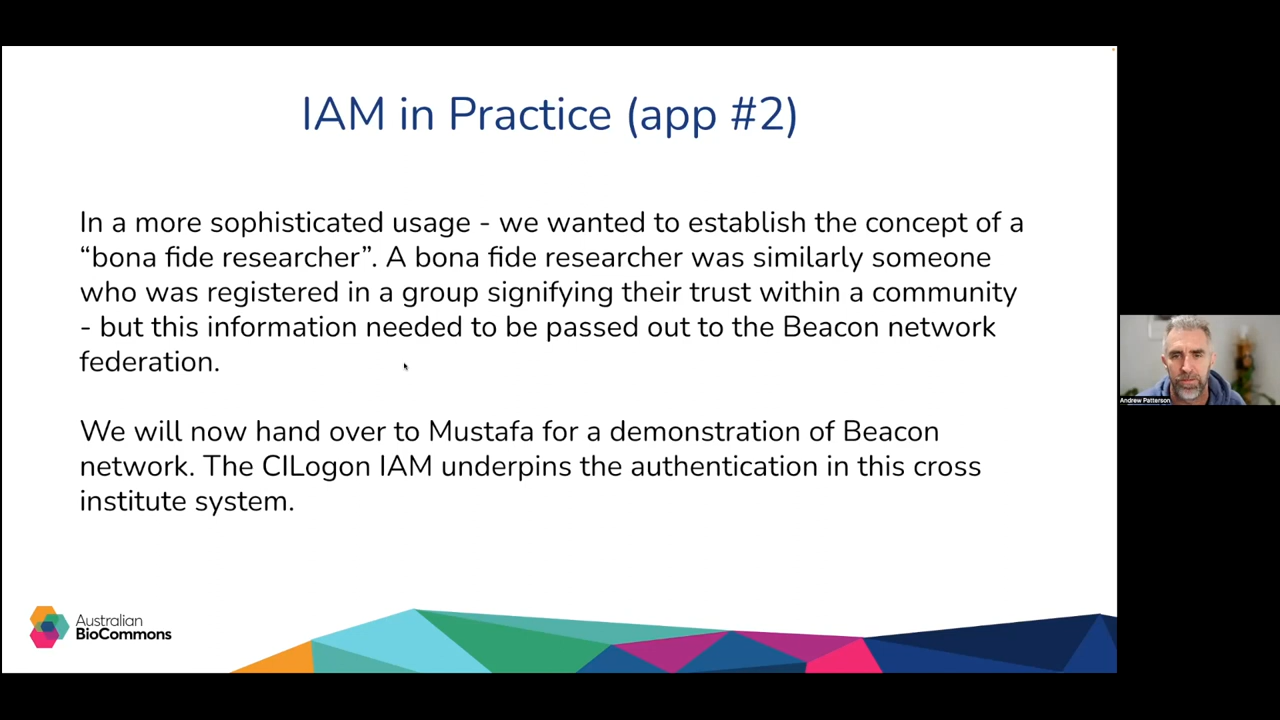 IAM in Practice (app #2)
In a more sophisticated usage - we wanted to establish the concept of a
“bona fide researcher”. A bona fide researcher was similarly someone
who was registered in a group signifying their trust within a community
- but this information needed to be passed out to the Beacon network
federation.
We will now hand over to Mustafa for a demonstration of Beacon
network. The CILogon IAM underpins the authentication in this cross
institute system.
Australian
BioCommons
Andrew Patterson